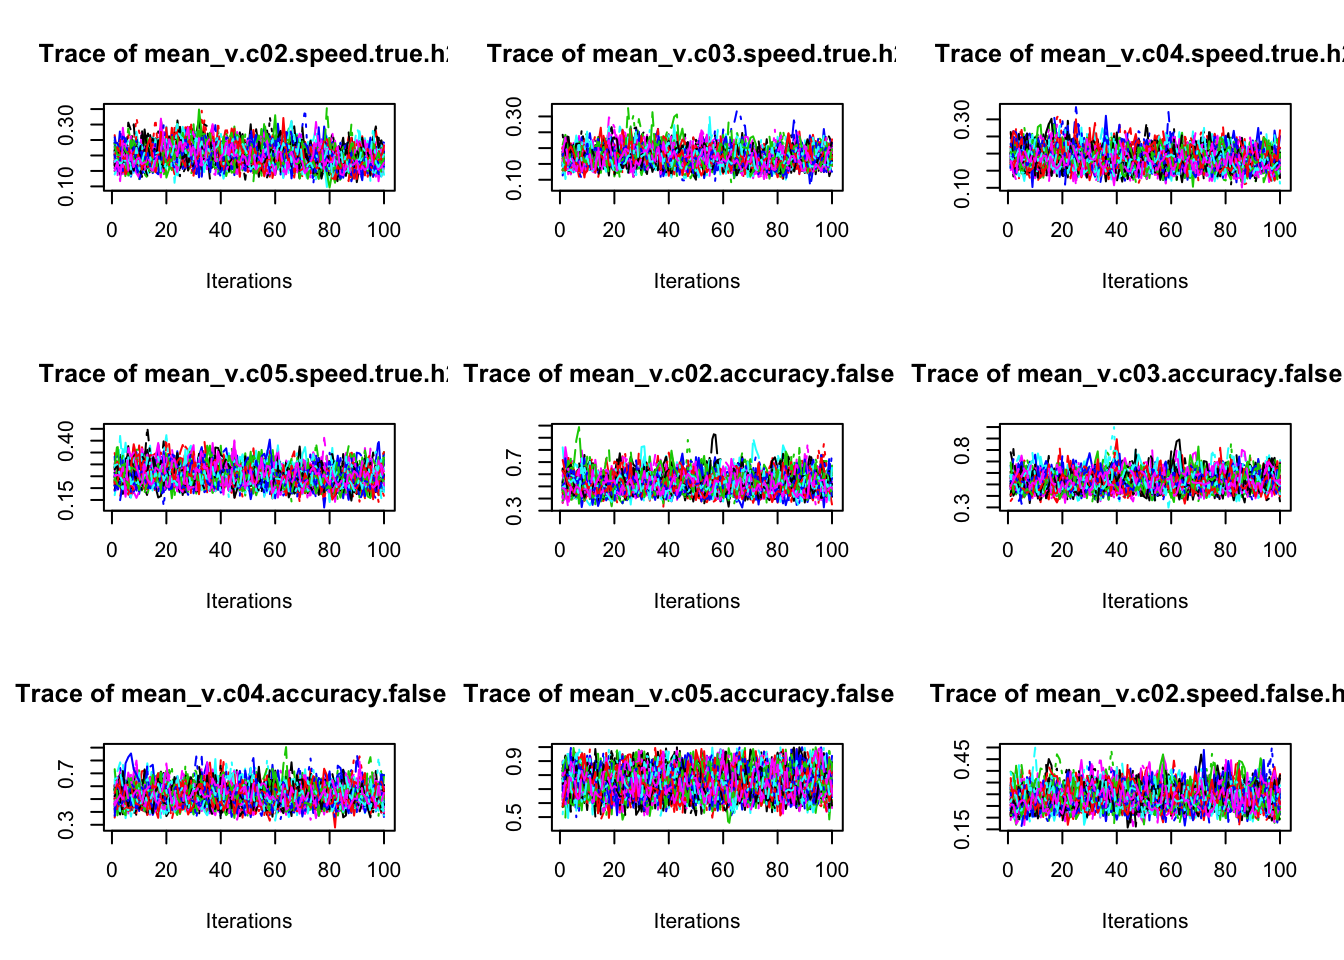 Trace of mean_v.c02.speed.true.h2
0.30
0.10
0 20 40 60 80 100
Iterations
Trace of mean_v.c03.speed.true.h2
0.30
0.10
0 20 40 60 80 100
Iterations
Trace of mean_v.c04.speed.true.h2
0.30
0.10
0 20 40 60 80 100
Iterations
Trace of mean_v.c05.speed.true.h2
0.40
0.15
0 20 40 60 80 100
Iterations
Trace of mean_v.c02.accuracy.false
0.7
0.3
0 20 40 60 80 100
Iterations
Trace of mean_v.c03.accuracy.false
0.8
0.3
0 20 40 60 80 100
Iterations
Trace of mean_v.c04.accuracy.false
0.7
0.3
0 20 40 60 80 100
Iterations
Trace of mean_v.c05.accuracy.false
0.9
0.5
0 20 40 60 80 100
Iterations
Trace of mean_v.c02.speed.false.h
0.45
0.15
0 20 40 60 80 100
Iterations